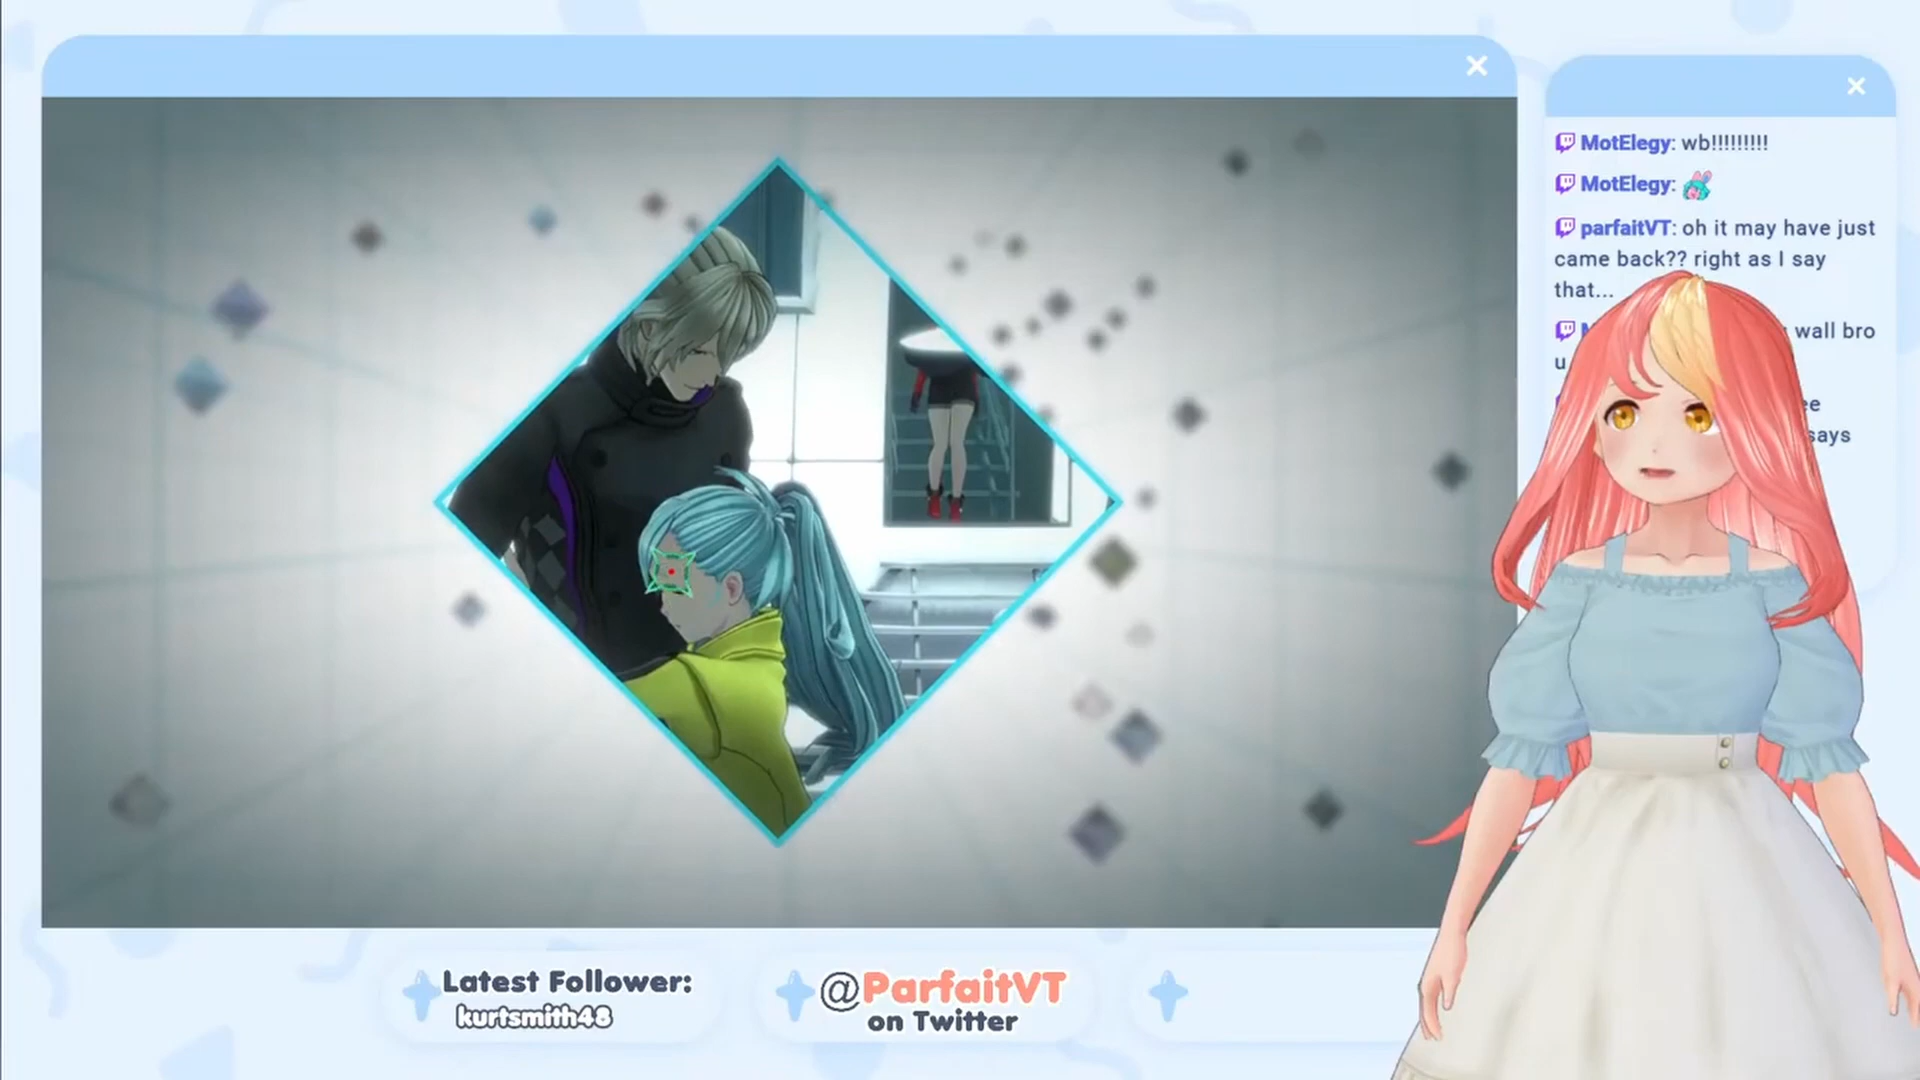 MotElegy: wb!!!!!!!!!
MotElegy:
parfaitVT: oh it may have just
came back?? right as I say
that...
wall bro
u
says
Latest Follower:
kurtsmith48
@ParfaitVT
on Twitter